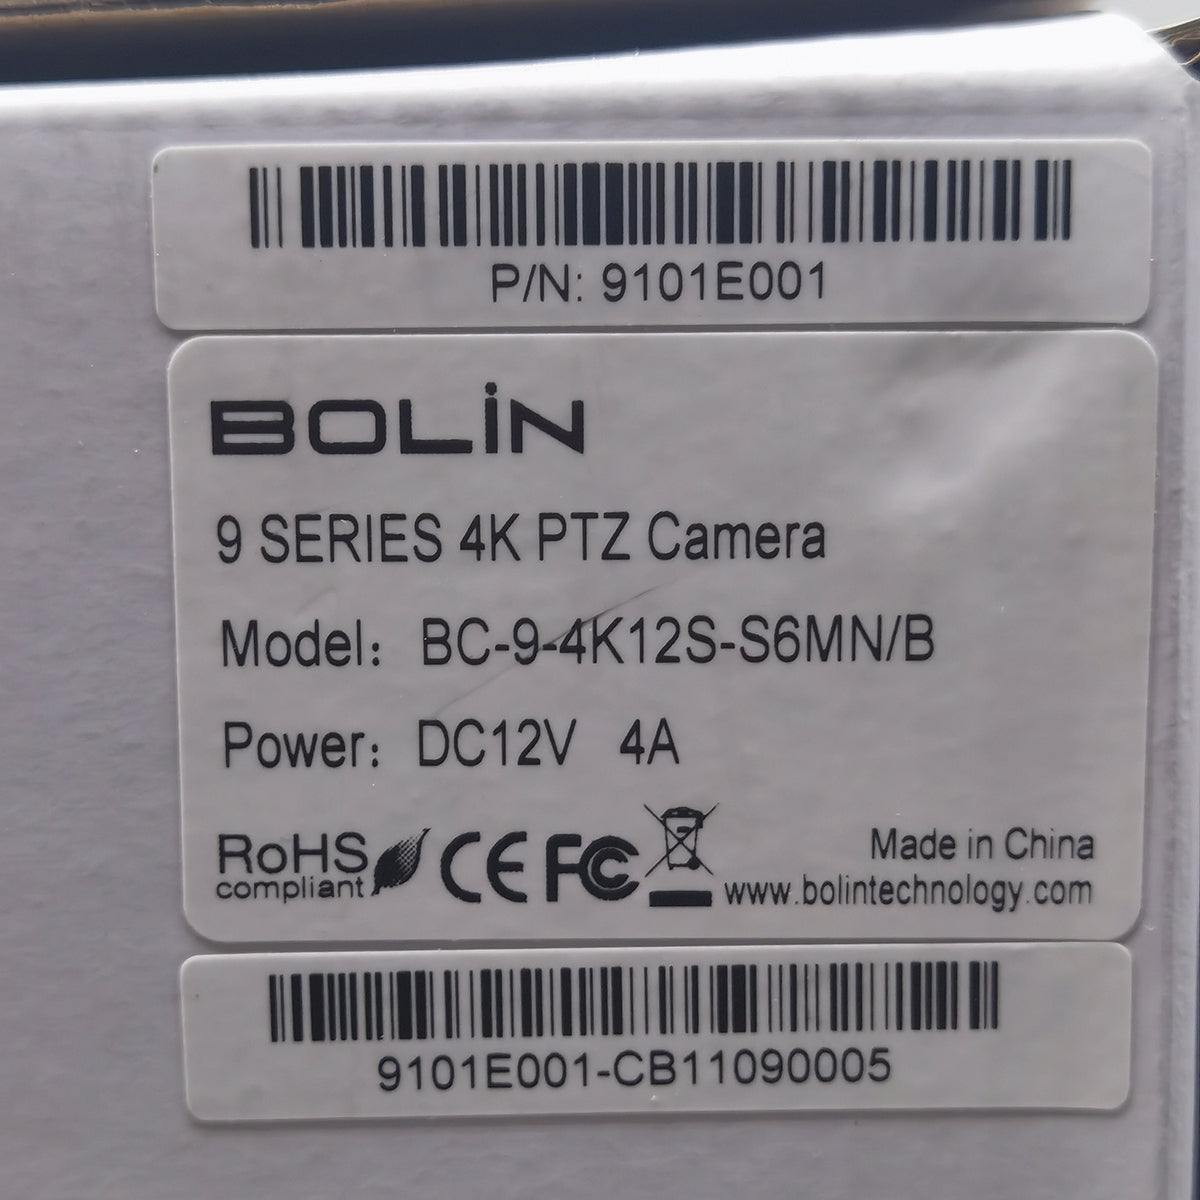 P/N: 9101E001
BOLiN
9 SERIES 4K PTZ Camera
Model: BC-9-4K12S-S6MN/B
Power: DC12V 4A
RoHS
compliant
CE FC
Made in China
www.bolintechnology.com
9101E001-CB11090005